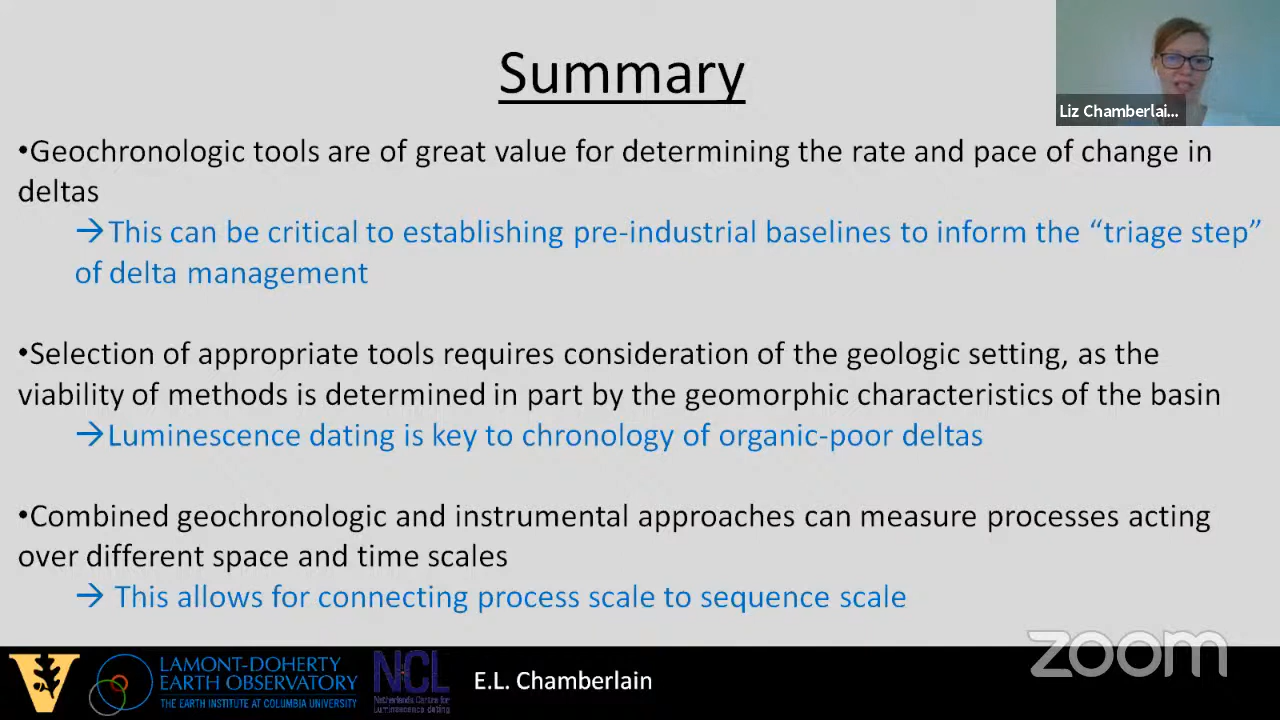 Summary
Liz Chamberlai...
•Geochronologic tools are of great value for determining the rate and pace of change in
deltas
→This can be critical to establishing pre-industrial baselines to inform the “triage step”
of delta management
•Selection of appropriate tools requires consideration of the geologic setting, as the
viability of methods is determined in part by the geomorphic characteristics of the basin
→Luminescence dating is key to chronology of organic-poor deltas
•Combined geochronologic and instrumental approaches can measure processes acting
over different space and time scales
→ This allows for connecting process scale to sequence scale
zoom
V
LAMONT-DOHERTY
EARTH OBSERVATORY
THE EARTH INSTITUTE AT COLUMBIA UNIVERSITY
NCL
Netherlands Centre for
Luminescence dating
E.L. Chamberlain